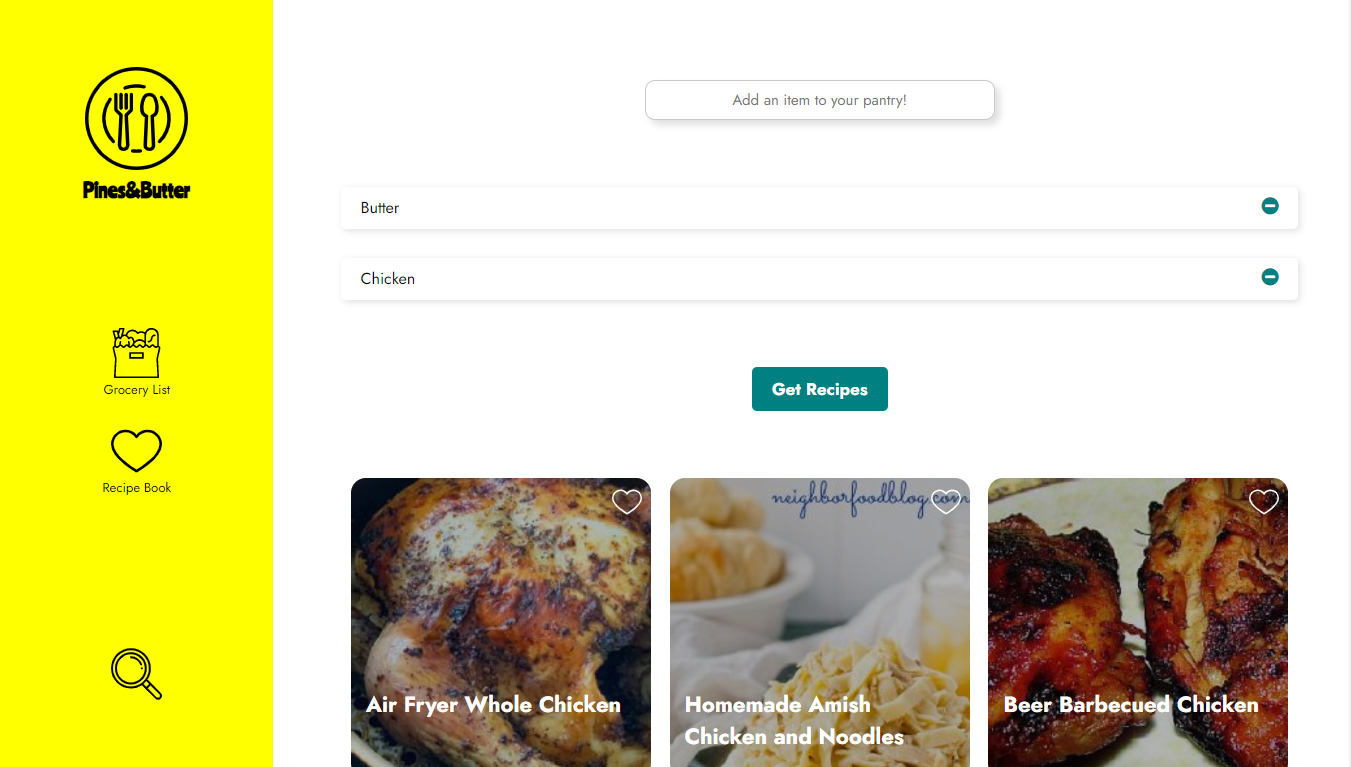 Pines&Butter
Grocery List
Recipe Book
Add an item to your pantry!
Butter
Chicken
Get Recipes
neighborfoodblog.com
Air Fryer Whole Chicken
Homemade Amish
Chicken and Noodles
Beer Barbecued Chicken